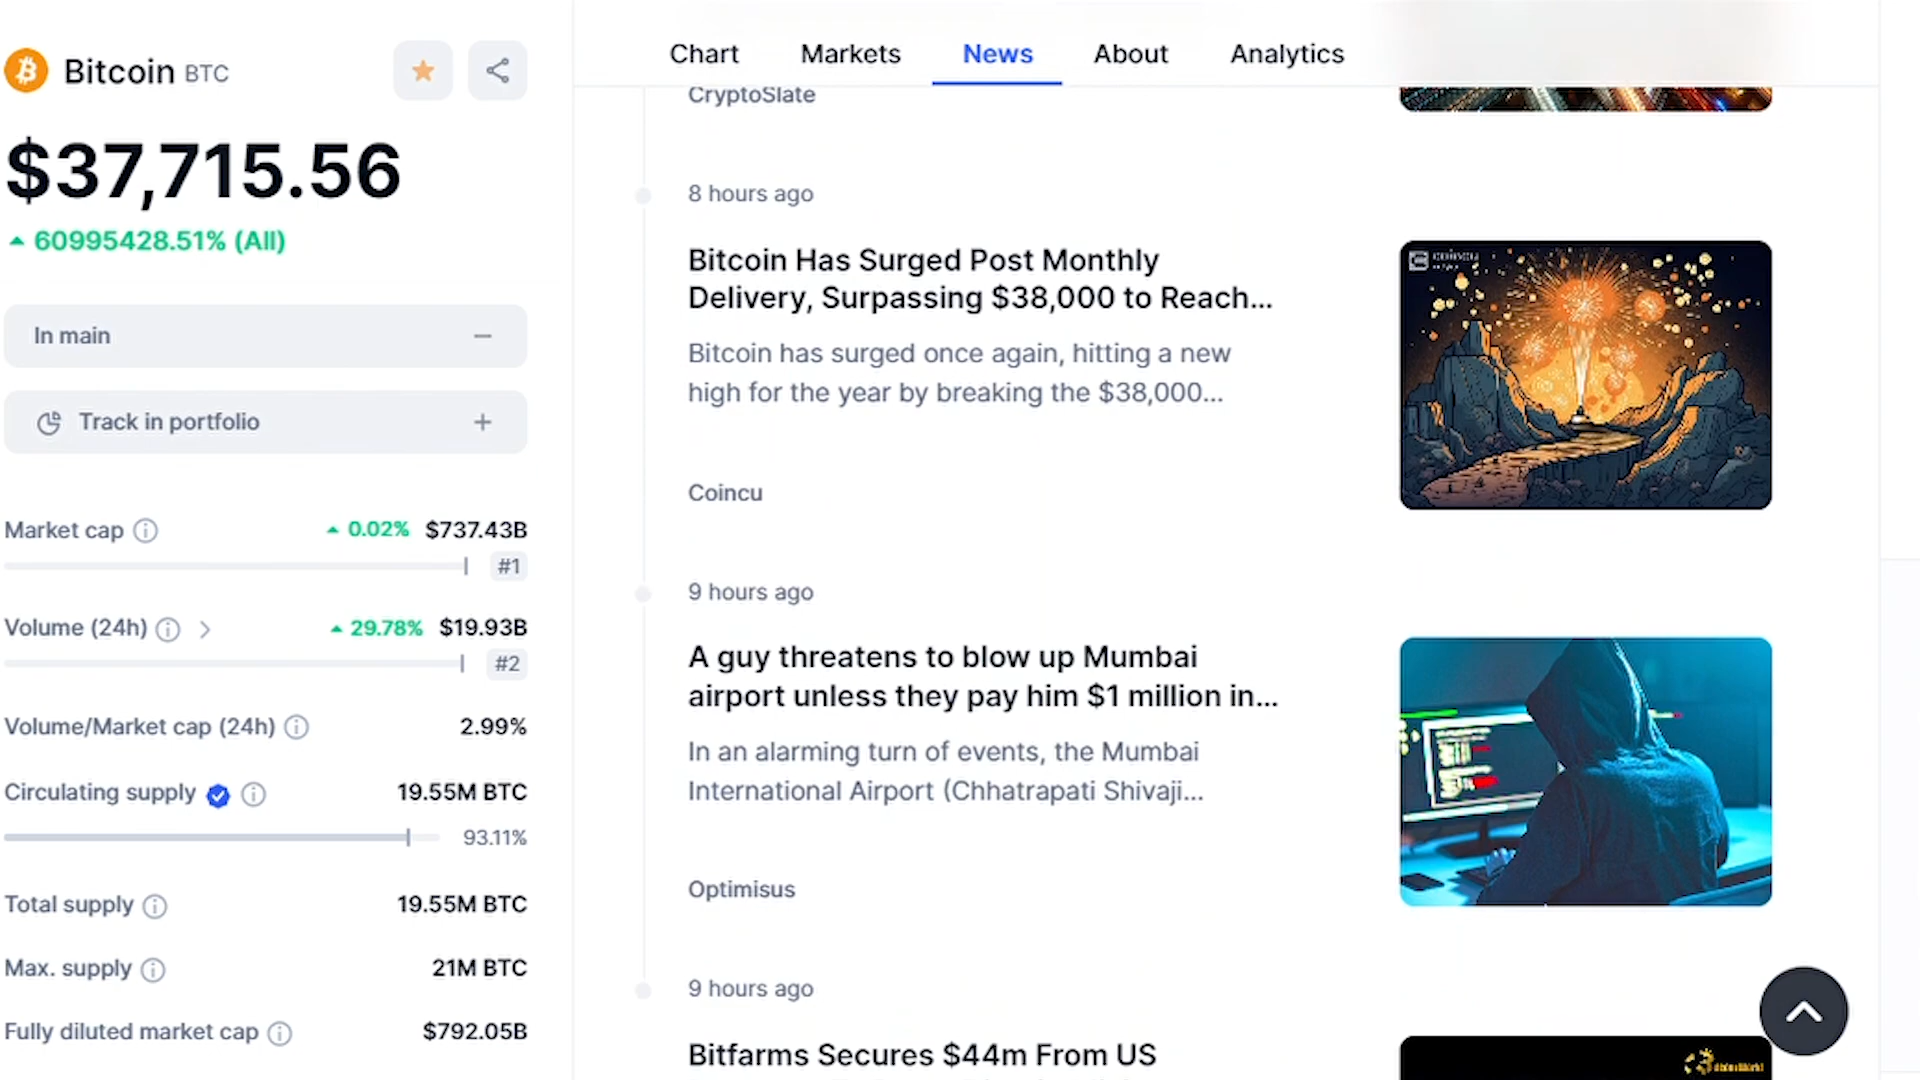 Bitcoin BTC
$37,715.56
60995428.51% (All)
In main
Track in portfolio
Market cap 0.02% $737.43B
#1
Volume (24h) 29.78% $19.93B
#2
Volume/Market cap (24h) 2.99%
Circulating supply 19.55M BTC
93.11%
Total supply 19.55M BTC
Max. supply 21M BTC
Fully diluted market cap $792.05B
Chart Markets News About Analytics
CryptoSlate
8 hours ago
Bitcoin Has Surged Post Monthly
Delivery, Surpassing $38,000 to Reach...
Bitcoin has surged once again, hitting a new
high for the year by breaking the $38,000...
Coincu
9 hours ago
A guy threatens to blow up Mumbai
airport unless they pay him $1 million in...
In an alarming turn of events, the Mumbai
International Airport (Chhatrapati Shivaji...
Optimisus
9 hours ago
Bitfarms Secures $44m From US